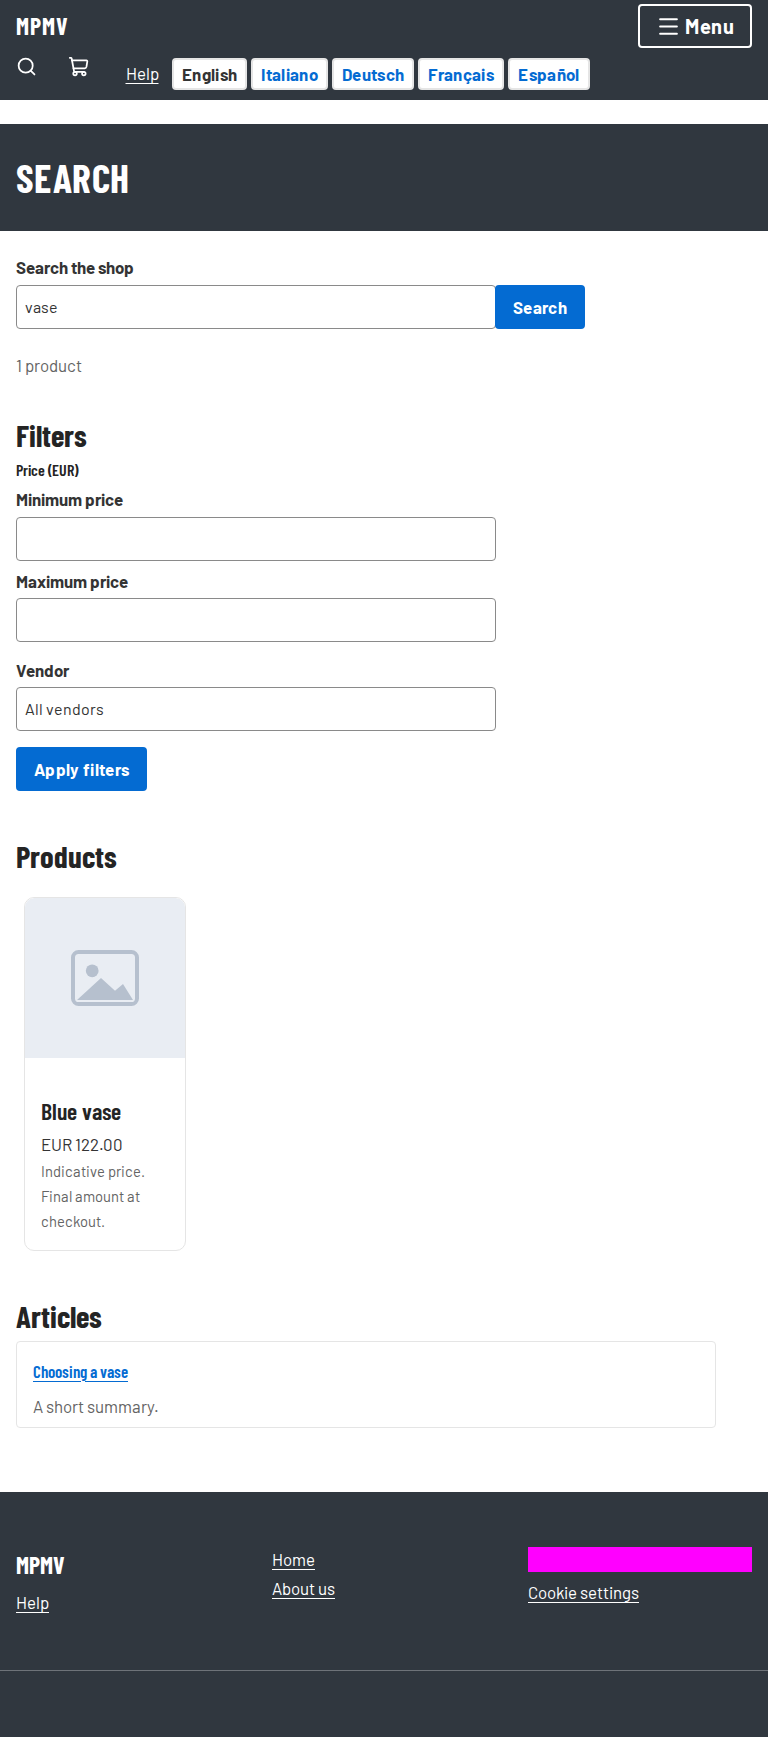 MPMV
Menu
Help
English
Italiano
Deutsch
Français
Español
SEARCH
Search the shop
vase
Search
1 product
Filters
Price (EUR)
Minimum price
Maximum price
Vendor
All vendors
Apply filters
Products
Blue vase
EUR 122.00
Indicative price.
Final amount at
checkout.
Articles
Choosing a vase
A short summary.
MPMV
Help
Home
About us
Cookie settings